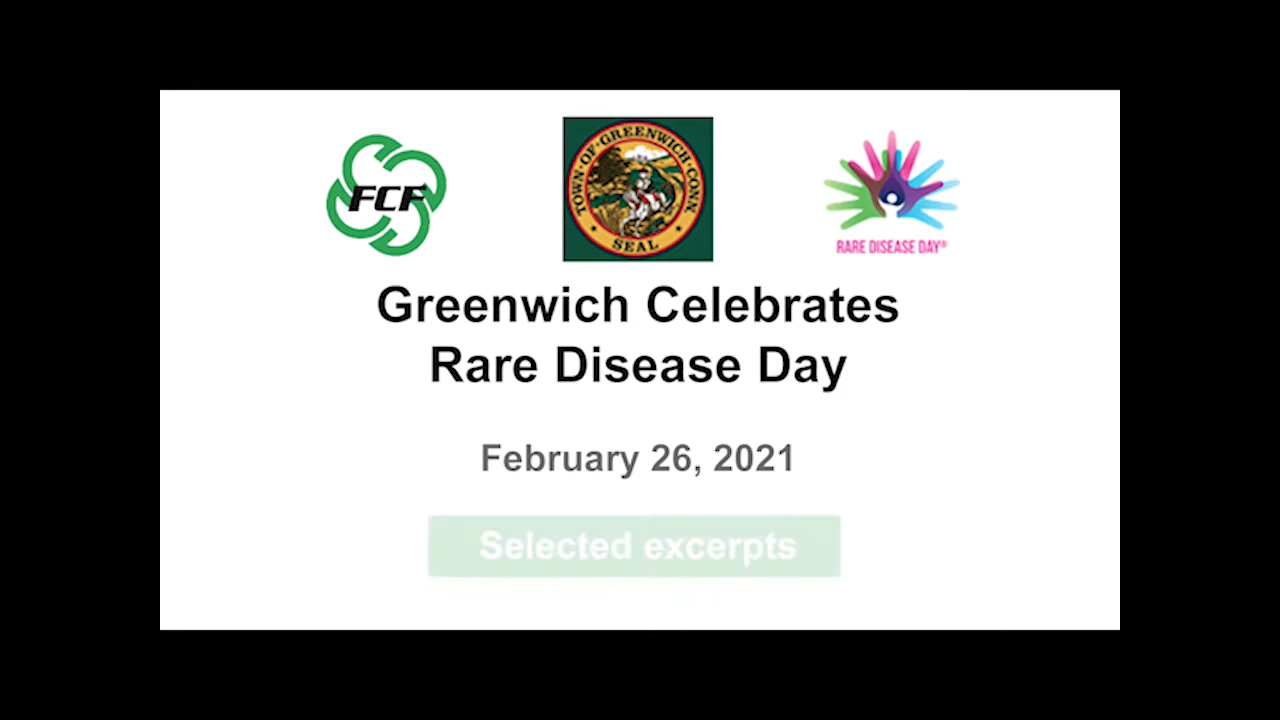 FCF
TOWN·OF·GREENWICH·CONN
SEAL
RARE DISEASE DAY®
Greenwich Celebrates
Rare Disease Day
February 26, 2021
Selected excerpts